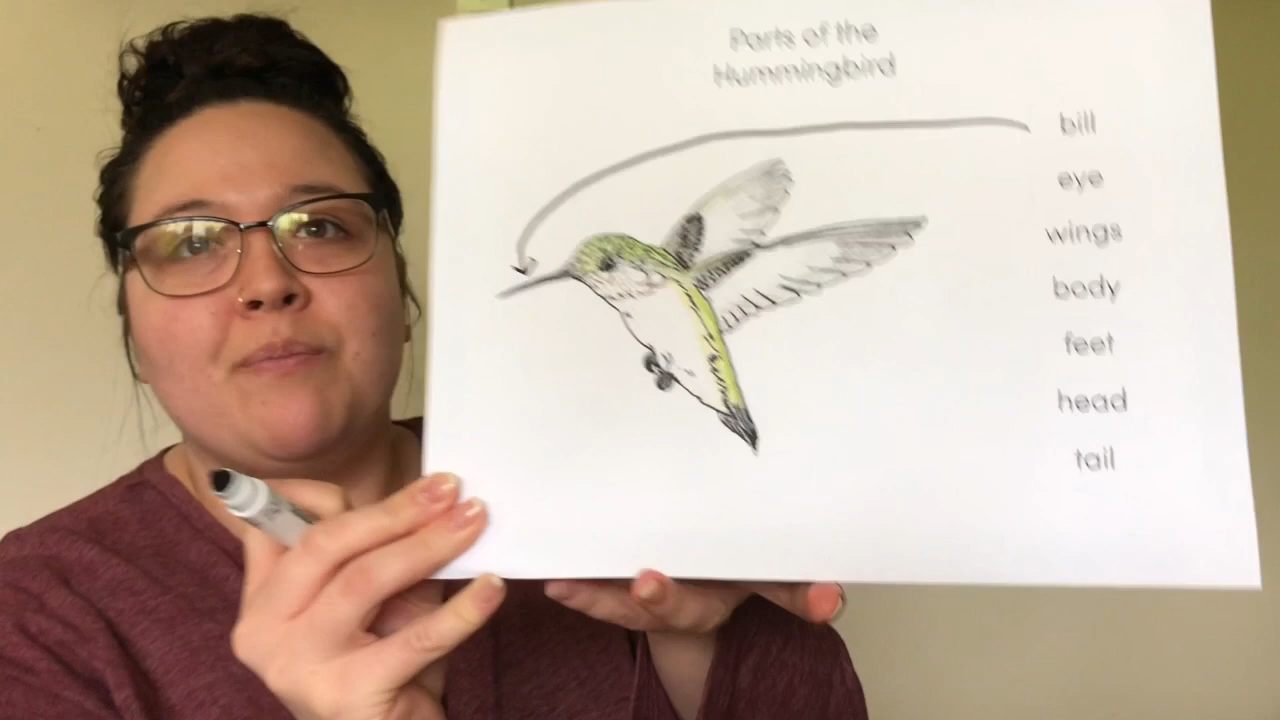 Parts of the
Hummingbird
bill
eye
wings
body
feet
head
tail